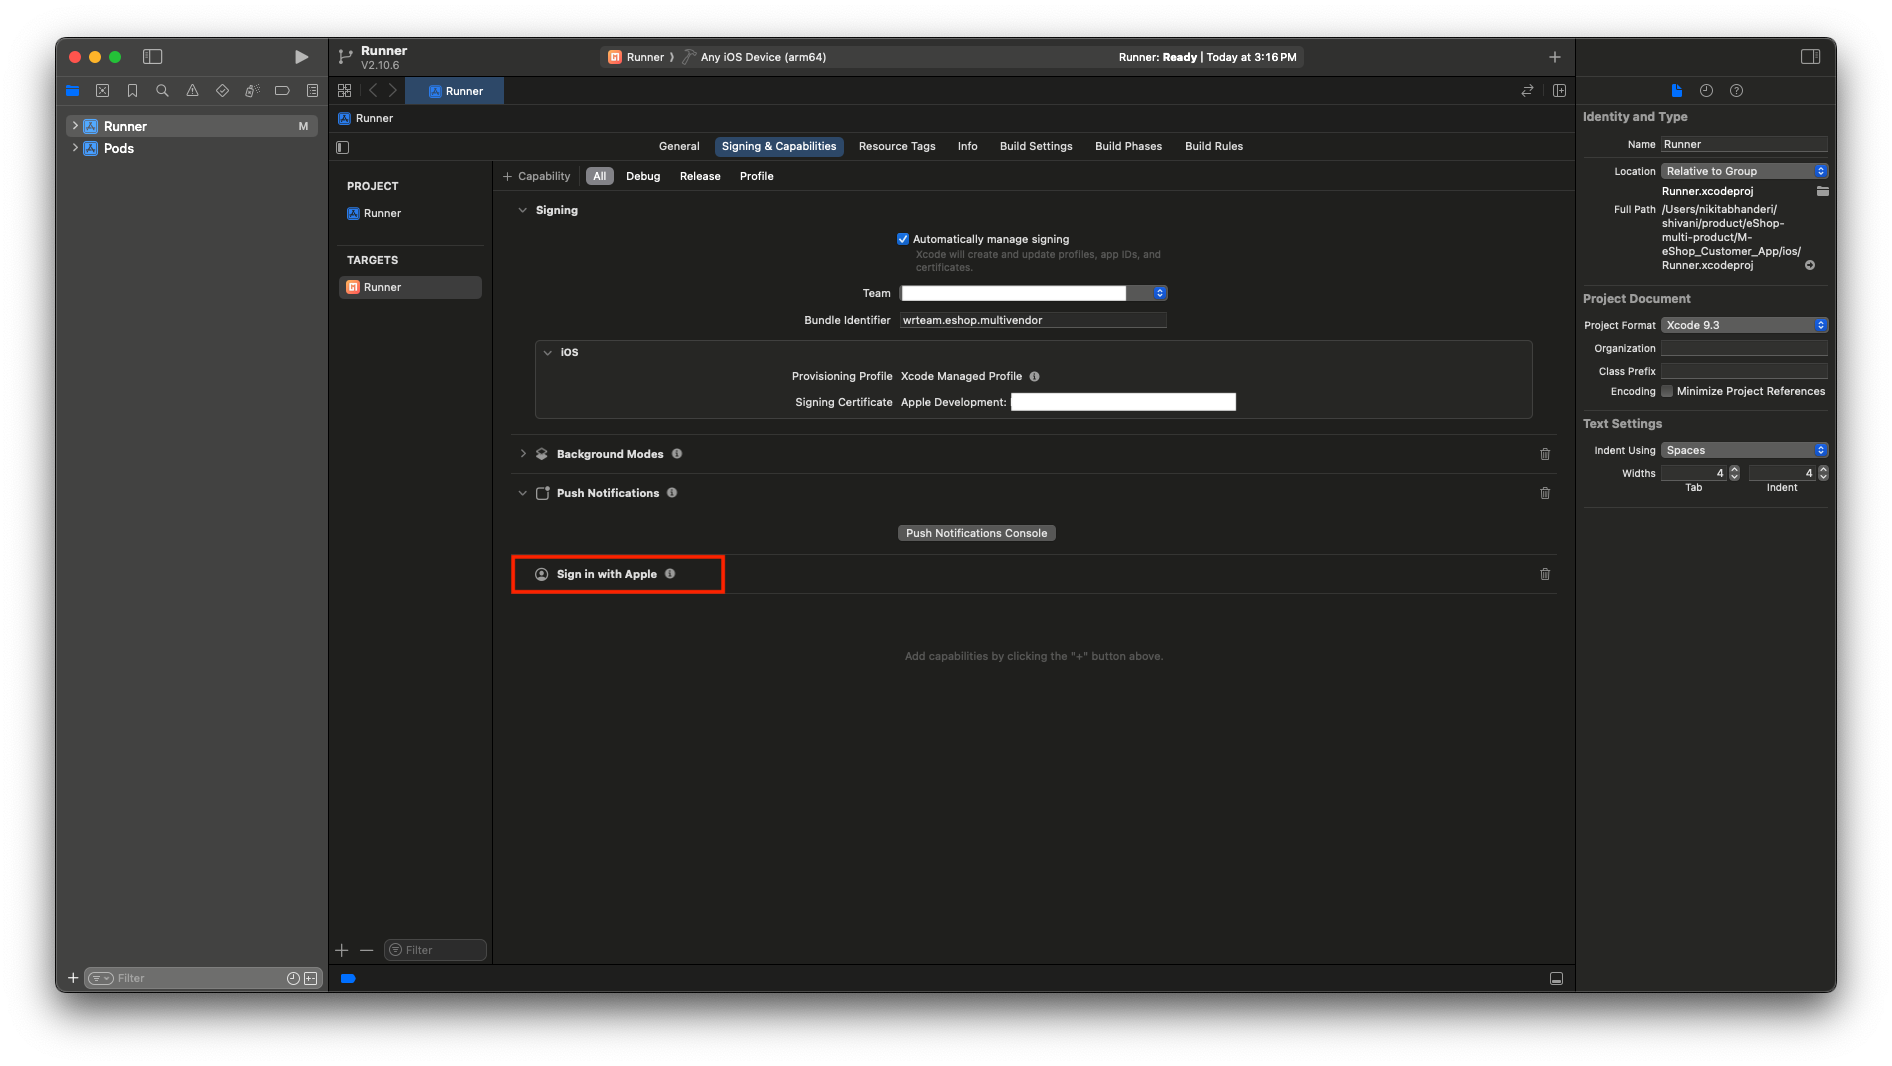 Runner
V2.10.6
Runner
Any iOS Device (arm64)
Runner: Ready | Today at 3:16 PM
Runner
M
Pods
Filter
Runner
Runner
General
Signing & Capabilities
Resource Tags
Info
Build Settings
Build Phases
Build Rules
PROJECT
Runner
TARGETS
Runner
Filter
+ Capability
All
Debug
Release
Profile
Signing
Automatically manage signing
Xcode will create and update profiles, app IDs, and
certificates.
Team
Bundle Identifier
wrteam.eshop.multivendor
iOS
Provisioning Profile
Xcode Managed Profile
Signing Certificate
Apple Development:
Background Modes
Push Notifications
Push Notifications Console
Sign in with Apple
Add capabilities by clicking the "+" button above.
Identity and Type
Name
Runner
Location
Relative to Group
Runner.xcodeproj
Full Path
/Users/nikitabhanderi/
shivani/product/eShop-
multi-product/M-
eShop_Customer_App/ios/
Runner.xcodeproj
Project Document
Project Format
Xcode 9.3
Organization
Class Prefix
Encoding
Minimize Project References
Text Settings
Indent Using
Spaces
Widths
4
4
Tab
Indent